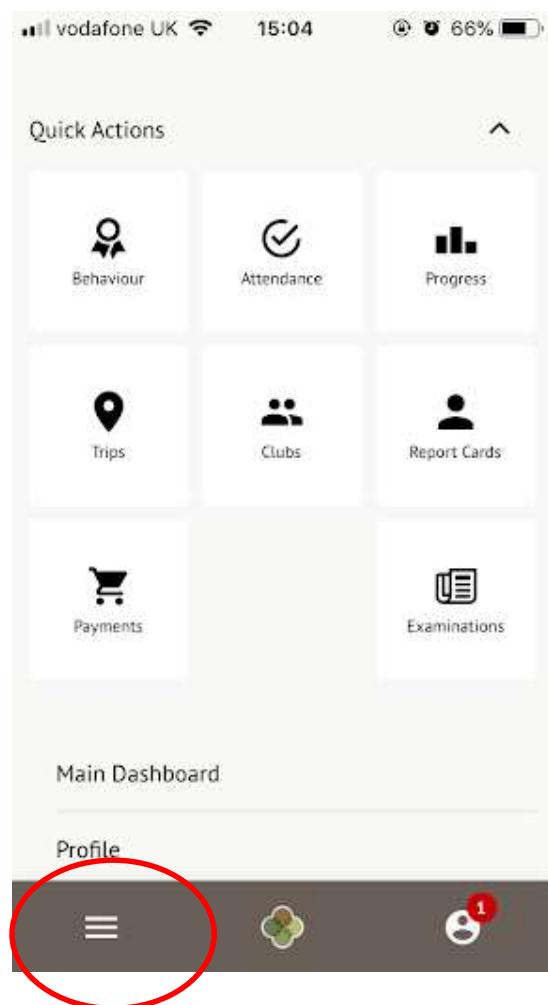 vodafone UK 15:04 66%
Quick Actions
Behaviour Attendance Progress
Trips Clubs Report Cards
Payments Examinations
Main Dashboard
Profile
1